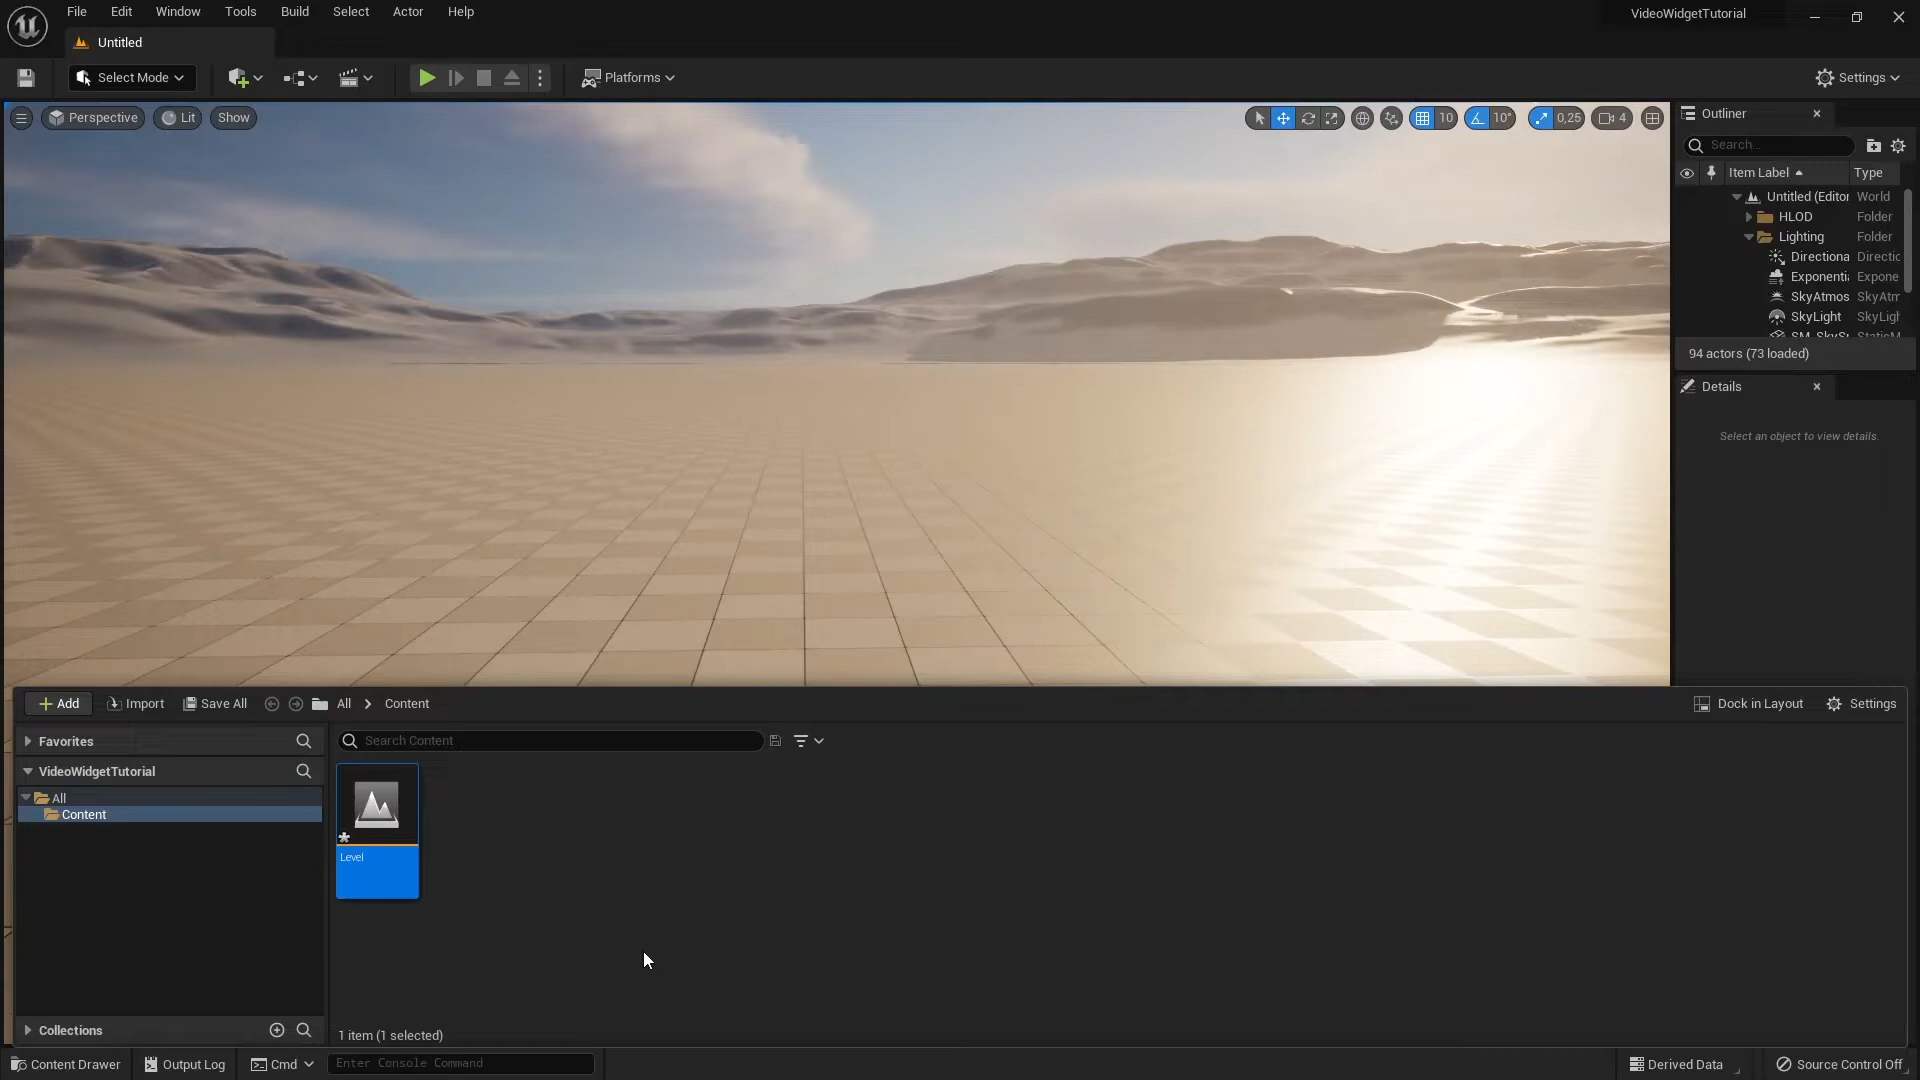 File Edit Window Tools Build Select Actor Help
VideoWidgetTutorial
Untitled
Select Mode
Platforms
Settings
Perspective Lit Show
10 10° 0,25 4
Outliner
Search...
Item Label Type
Untitled (Editor World
HLOD Folder
Lighting Folder
Directiona Directic
Exponentia Expone
SkyAtmos SkyAtm
SkyLight SkyLigh
94 actors (73 loaded)
Details
Select an object to view details.
Add Import Save All All Content
Dock in Layout Settings
Favorites
Search Content
VideoWidgetTutorial
All
Content
Level
Collections
1 item (1 selected)
Content Drawer Output Log Cmd Enter Console Command
Derived Data Source Control Off